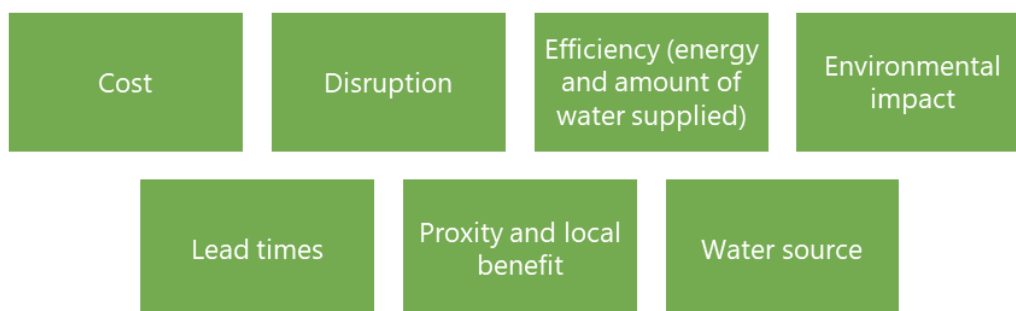 Cost
Disruption
Efficiency (energy
and amount of
water supplied)
Environmental
impact
Lead times
Proxity and local
benefit
Water source